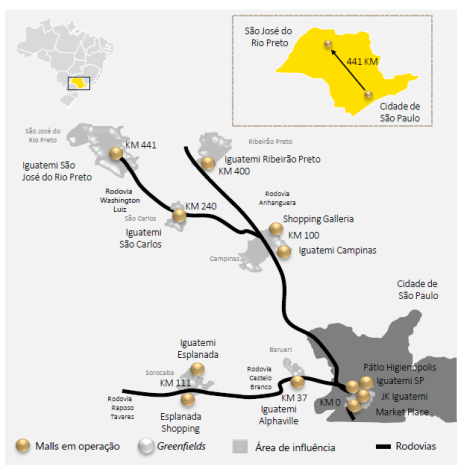 São José do
Rio Preto
441 KM
Cidade de
São Paulo
São José do
Rio Preto
KM 441
Iguatemi São
José do Rio Preto
Ribeirão Preto
Iguatemi Ribeirão Preto
KM 400
Rodovia
Washington
Luiz
São Carlos
KM 240
Iguatemi
São Carlos
Rodovia
Anhanguera
Shopping Galleria
KM 100
Iguatemi Campinas
Campinas
Cidade de
São Paulo
Iguatemi
Esplanada
Sorocaba
KM 111
Rodovia
Raposo
Tavares
Esplanada
Shopping
Barueri
Rodovia
Castelo
Branco
KM 37
Iguatemi
Alphaville
KM 0
Pátio Higienópolis
Iguatemi SP
JK Iguatemi
Market Place
Malls em operação
Greenfields
Área de influência
Rodovias